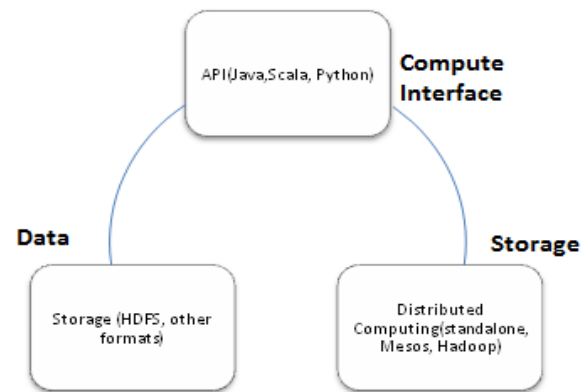 API(Java,Scala, Python)
Compute
Interface
Data
Storage
Storage (HDFS, other
formats)
Distributed
Computing(standalone,
Mesos, Hadoop)